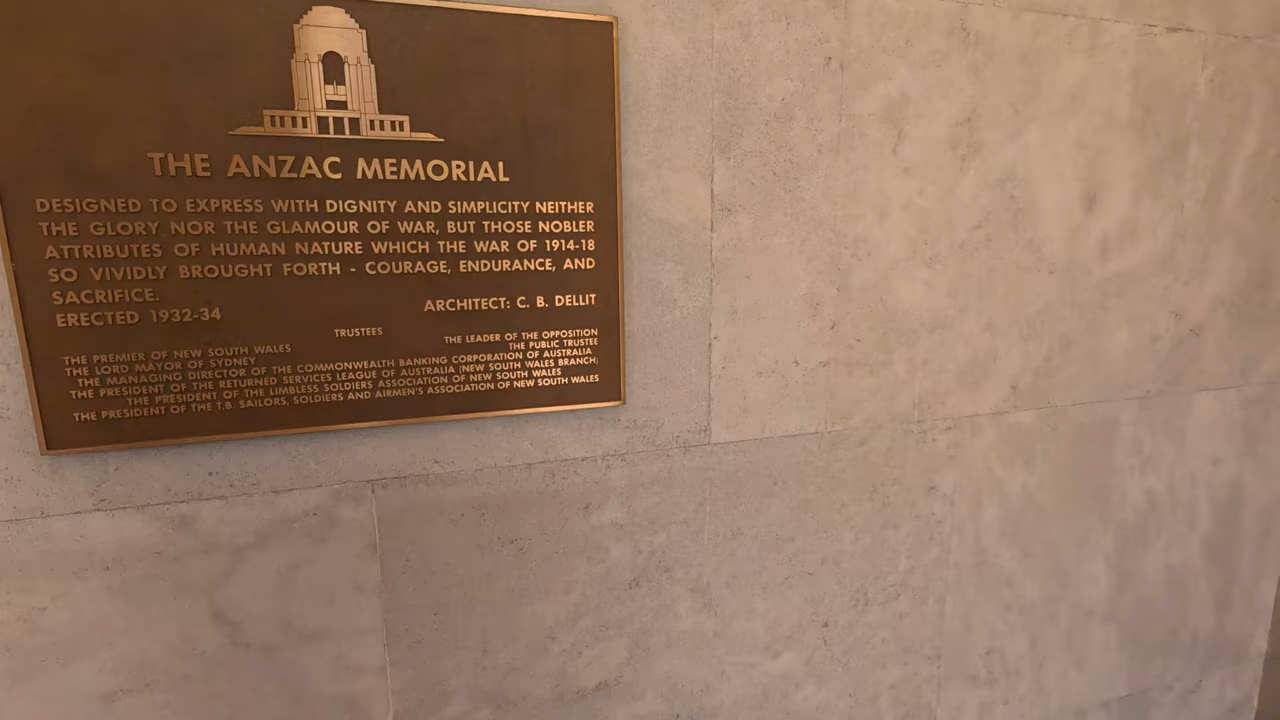 THE ANZAC MEMORIAL
DESIGNED TO EXPRESS WITH DIGNITY AND SIMPLICITY NEITHER
THE GLORY NOR THE GLAMOUR OF WAR, BUT THOSE NOBLER
ATTRIBUTES OF HUMAN NATURE WHICH THE WAR OF 1914-18
SO VIVIDLY BROUGHT FORTH - COURAGE, ENDURANCE, AND
SACRIFICE.
ARCHITECT: C. B. DELLIT
ERECTED 1932-34
TRUSTEES
THE PREMIER OF NEW SOUTH WALES
THE LEADER OF THE OPPOSITION
THE LORD MAYOR OF SYDNEY
THE PUBLIC TRUSTEE
THE MANAGING DIRECTOR OF THE COMMONWEALTH BANKING CORPORATION OF AUSTRALIA
THE PRESIDENT OF THE RETURNED SERVICES LEAGUE OF AUSTRALIA (NEW SOUTH WALES BRANCH)
THE PRESIDENT OF THE LIMBLESS SOLDIERS ASSOCIATION OF NEW SOUTH WALES
THE PRESIDENT OF THE T.B. SAILORS, SOLDIERS AND AIRMEN'S ASSOCIATION OF NEW SOUTH WALES